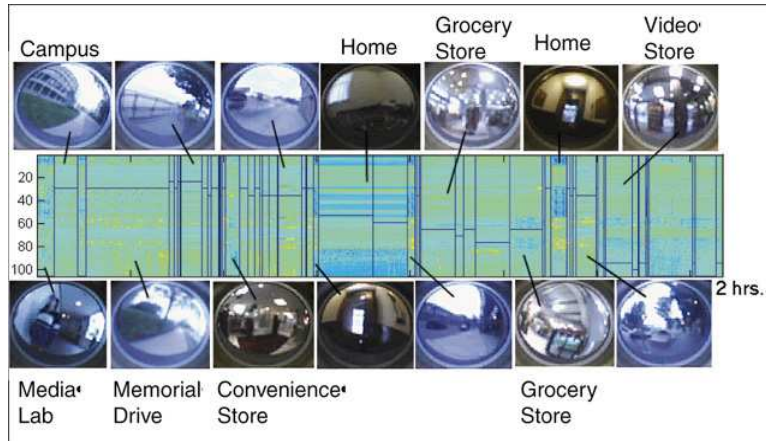 Campus
Home
Grocery
Store
Home
Video
Store
20
40
60
80
100
2 hrs.
Media
Lab
Memorial
Drive
Convenience
Store
Grocery
Store